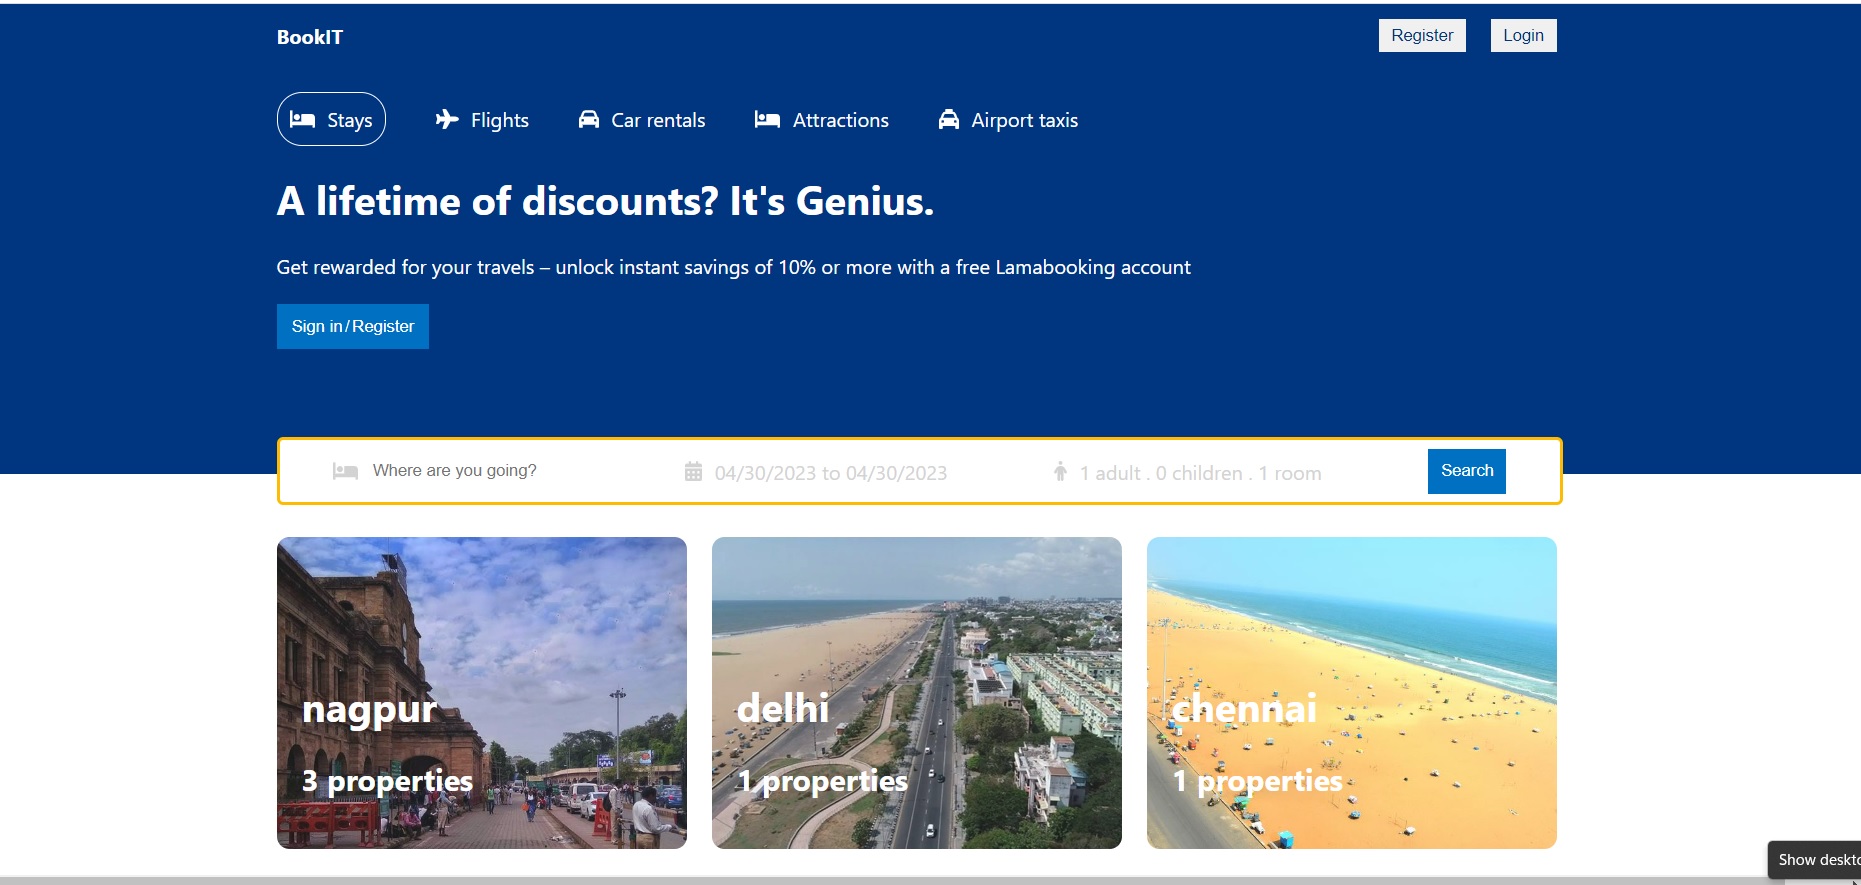 BookIT
Register
Login
Stays
Flights
Car rentals
Attractions
Airport taxis
A lifetime of discounts? It's Genius.
Get rewarded for your travels – unlock instant savings of 10% or more with a free Lamabooking account
Sign in/Register
Where are you going?
04/30/2023 to 04/30/2023
1 adult . 0 children . 1 room
Search
nagpur
3 properties
delhi
1 properties
chennai
1 properties
Show deskto